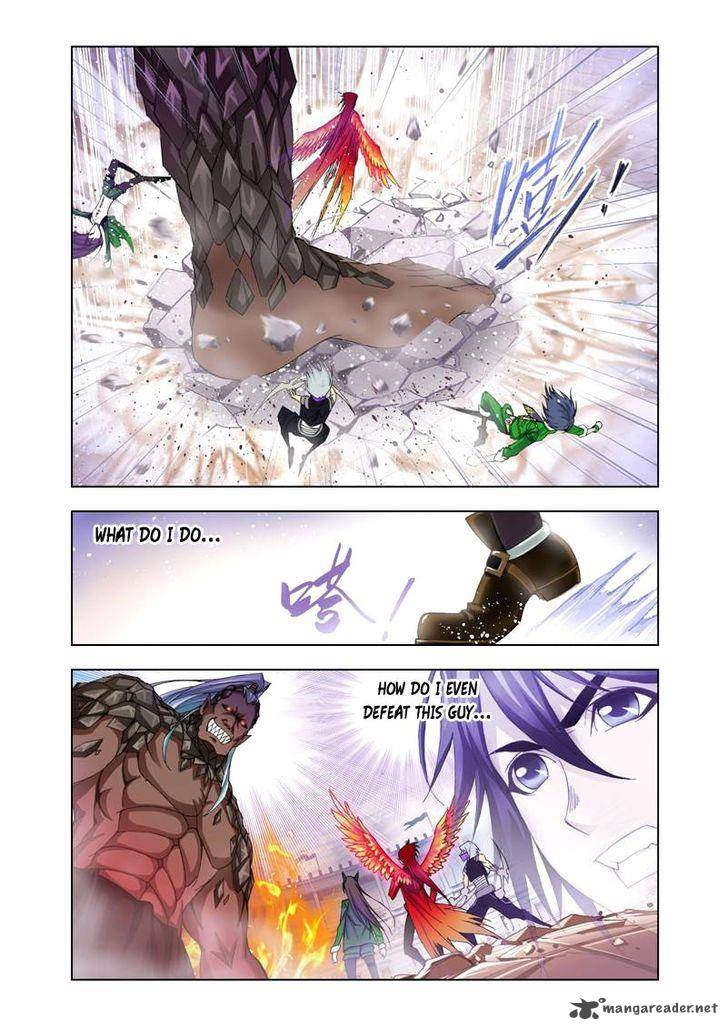 嘭!
WHAT DO I DO...
嗒!
HOW DO I EVEN
DEFEAT THIS GUY...
mangareader.net